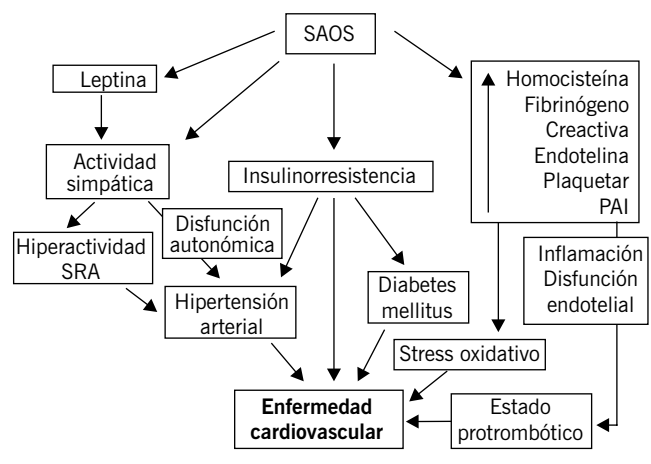 SAOS
Leptina
Homocisteína
Fibrinógeno
Creactiva
Endotelina
Plaquetar
PAI
Actividad
simpática
Insulinorresistencia
Disfunción
autonómica
Hiperactividad
SRA
Inflamación
Disfunción
endotelial
Hipertensión
arterial
Diabetes
mellitus
Stress oxidativo
Enfermedad
cardiovascular
Estado
protrombótico